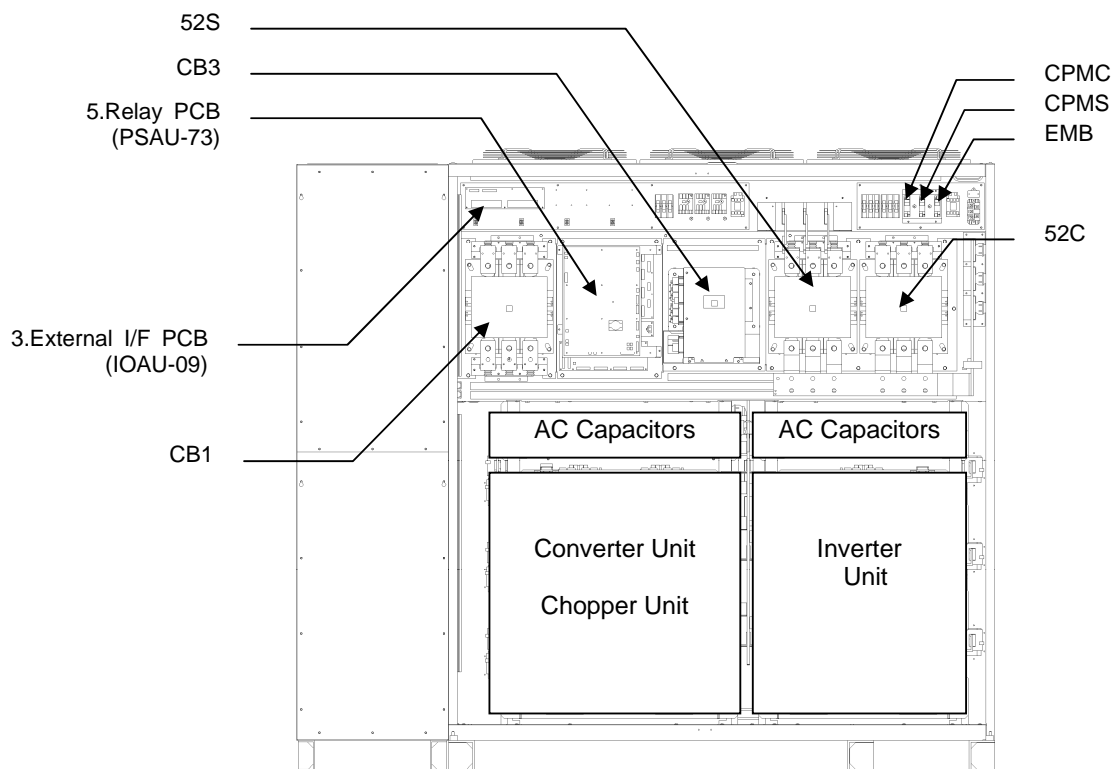 52S
CB3
5.Relay PCB
(PSAU-73)
3.External I/F PCB
(IOAU-09)
CB1
CPMC
CPMS
EMB
52C
AC Capacitors
AC Capacitors
Converter Unit
Chopper Unit
Inverter
Unit